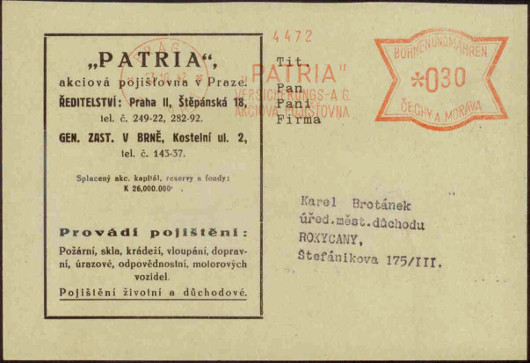 „PATRIA“,
akciová pojišťovna v Praze.
ŘEDITELSTVÍ: Praha II, Štěpánská 18,
tel. č. 249-22, 282-92.
GEN. ZAST. V BRNĚ, Kostelní ul. 2,
tel. č. 143-37.
Splacený akc. kapitál, reservy a fondy:
K 26,000.000·
Provádí pojištění:
Požární, skla, krádeží, vloupání, doprav-
ní, úrazové, odpovědnostní, motorových
vozidel.
Pojištění životní a důchodové.
4472
„PATRIA“
VERSICHERUNGS-A.G.
AKCIOVÁ POJIŠŤOVNA
BÖHMEN UND MÄHREN
*030
ČECHY A MORAVA
Tit.
Pan
Paní
Firma
Karel Brotánek
úřed.měst.důchodu
ROKYCANY,
Štefánikova 175/III.